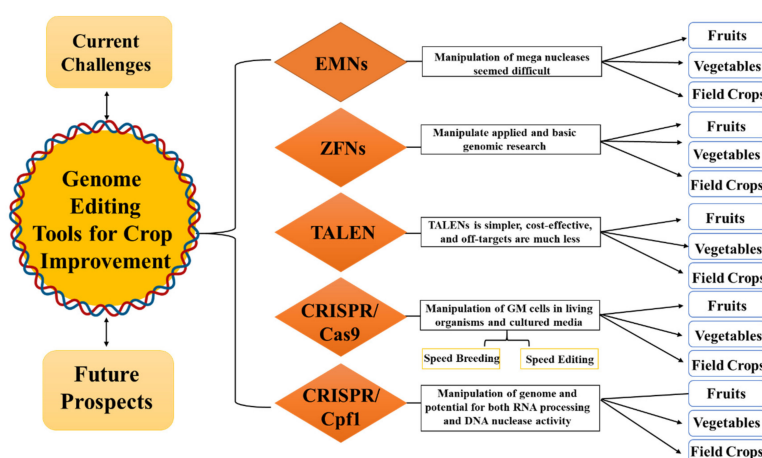 Current
Challenges
Genome
Editing
Tools for Crop
Improvement
Future
Prospects
EMNs
Manipulation of mega nucleases
seemed difficult
Fruits
Vegetables
Field Crops
ZFNs
Manipulate applied and basic
genomic research
Fruits
Vegetables
Field Crops
TALEN
TALENs is simpler, cost-effective,
and off-targets are much less
Fruits
Vegetables
Field Crops
CRISPR/
Cas9
Manipulation of GM cells in living
organisms and cultured media
Speed Breeding
Speed Editing
Fruits
Vegetables
Field Crops
CRISPR/
Cpf1
Manipulation of genome and
potential for both RNA processing
and DNA nuclease activity
Fruits
Vegetables
Field Crops